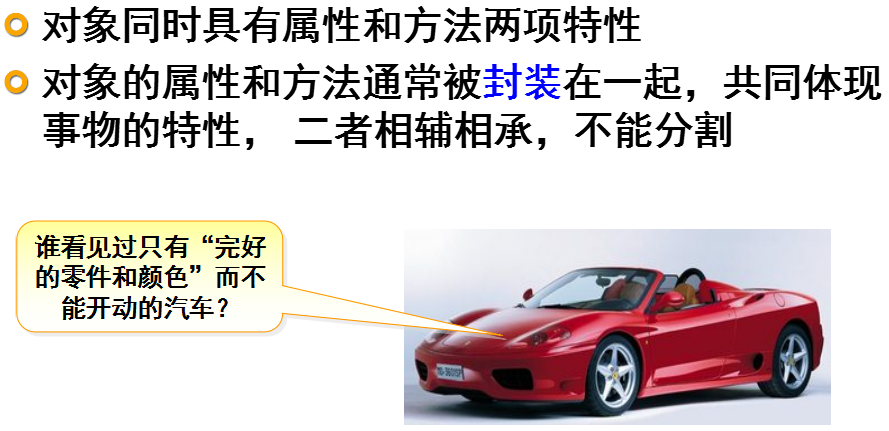 对象同时具有属性和方法两项特性
对象的属性和方法通常被封装在一起，共同体现
事物的特性， 二者相辅相承，不能分割
谁看见过只有“完好
的零件和颜色”而不
能开动的汽车？